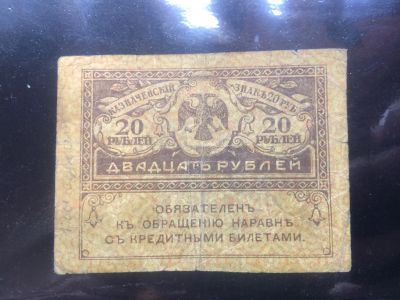 КАЗНАЧЕЙСКІЙ ЗНАКЪ 20 РУБ.
20 20
РУБЛЕЙ РУБЛЕЙ
ДВАДЦАТЬ РУБЛЕЙ
ОБЯЗАТЕЛЕНЪ
КЪ ОБРАЩЕНІЮ НАРАВНѢ
СЪ КРЕДИТНЫМИ БИЛЕТАМИ.